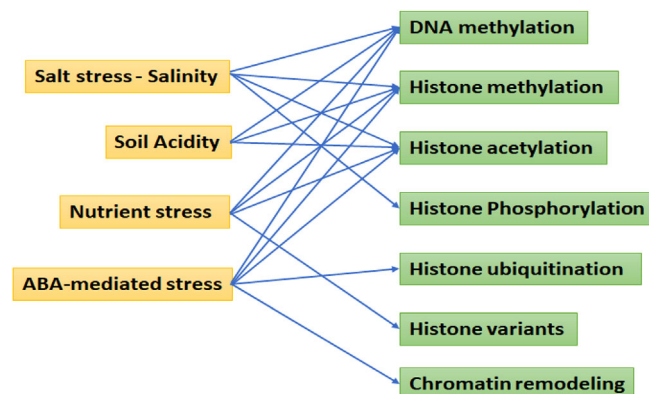 Salt stress - Salinity
Soil Acidity
Nutrient stress
ABA-mediated stress
DNA methylation
Histone methylation
Histone acetylation
Histone Phosphorylation
Histone ubiquitination
Histone variants
Chromatin remodeling